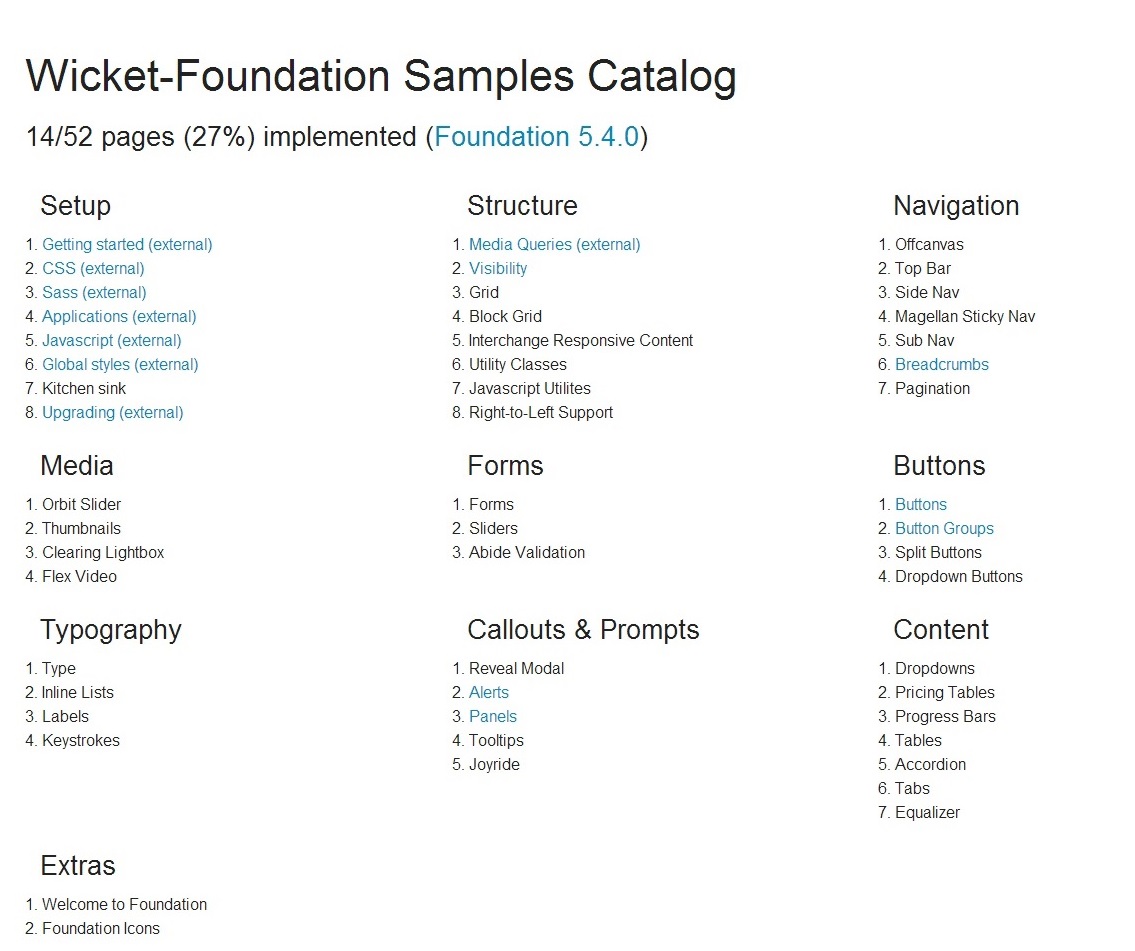 Wicket-Foundation Samples Catalog
14/52 pages (27%) implemented (Foundation 5.4.0)
Setup
1. Getting started (external)
2. CSS (external)
3. Sass (external)
4. Applications (external)
5. Javascript (external)
6. Global styles (external)
7. Kitchen sink
8. Upgrading (external)
Structure
1. Media Queries (external)
2. Visibility
3. Grid
4. Block Grid
5. Interchange Responsive Content
6. Utility Classes
7. Javascript Utilites
8. Right-to-Left Support
Navigation
1. Offcanvas
2. Top Bar
3. Side Nav
4. Magellan Sticky Nav
5. Sub Nav
6. Breadcrumbs
7. Pagination
Media
1. Orbit Slider
2. Thumbnails
3. Clearing Lightbox
4. Flex Video
Forms
1. Forms
2. Sliders
3. Abide Validation
Buttons
1. Buttons
2. Button Groups
3. Split Buttons
4. Dropdown Buttons
Typography
1. Type
2. Inline Lists
3. Labels
4. Keystrokes
Callouts & Prompts
1. Reveal Modal
2. Alerts
3. Panels
4. Tooltips
5. Joyride
Content
1. Dropdowns
2. Pricing Tables
3. Progress Bars
4. Tables
5. Accordion
6. Tabs
7. Equalizer
Extras
1. Welcome to Foundation
2. Foundation Icons